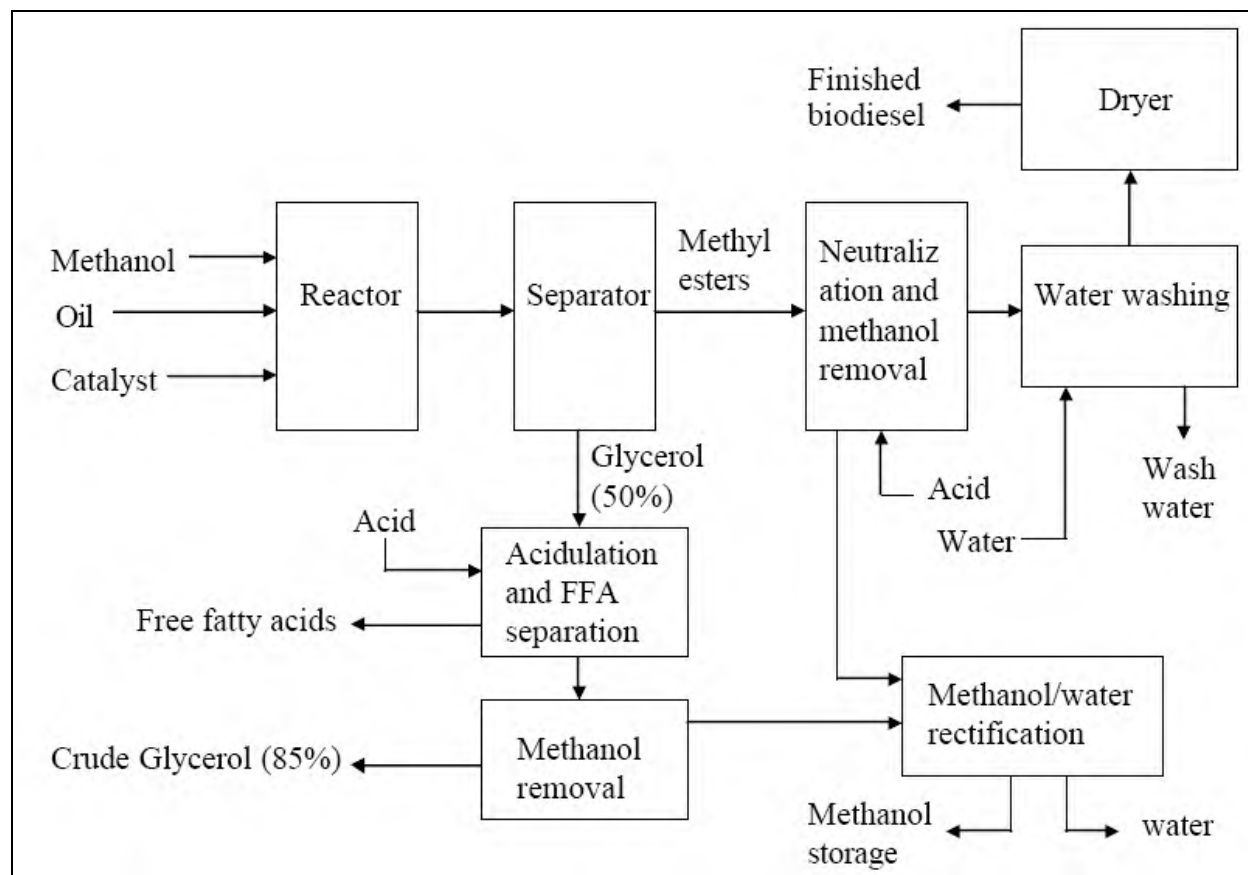 Finished
biodiesel
Dryer
Methanol
Oil
Catalyst
Reactor
Separator
Methyl
esters
Neutraliz
ation and
methanol
removal
Water washing
Glycerol
(50%)
Acid
Water
Wash
water
Acid
Acidulation
and FFA
separation
Free fatty acids
Methanol
removal
Crude Glycerol (85%)
Methanol/water
rectification
Methanol
storage
water